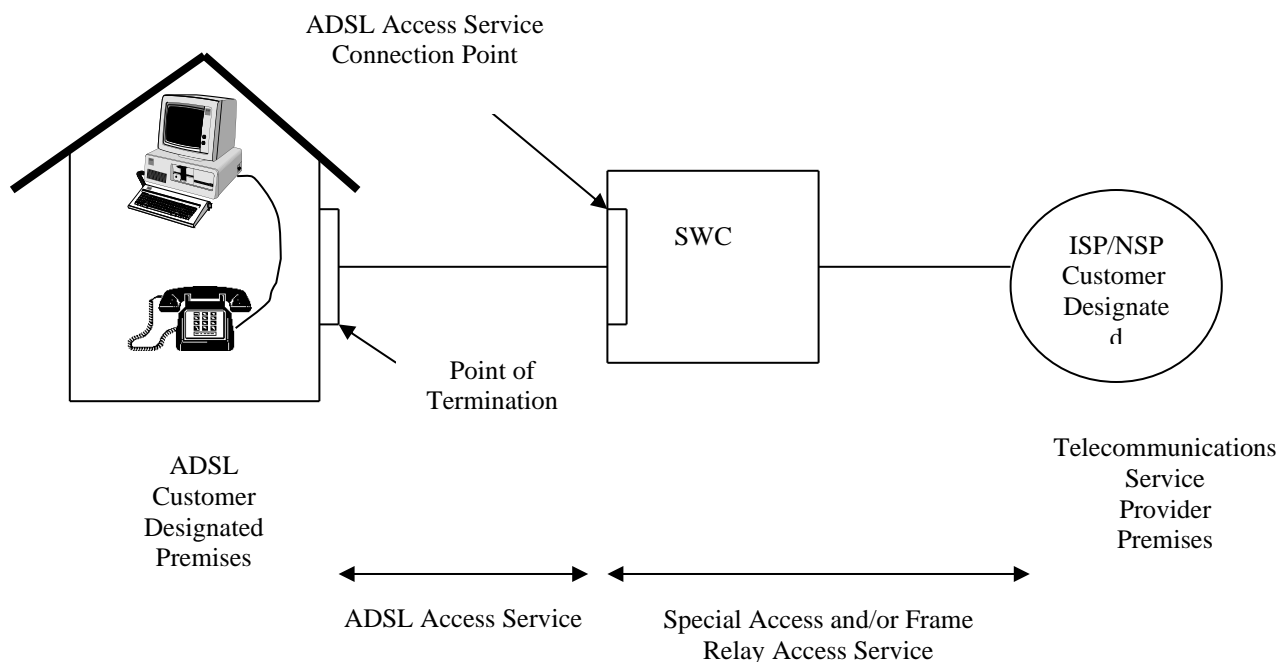 ADSL Access Service
Connection Point
SWC
ISP/NSP
Customer
Designate
d
Point of
Termination
ADSL
Customer
Designated
Premises
Telecommunications
Service
Provider
Premises
ADSL Access Service
Special Access and/or Frame
Relay Access Service